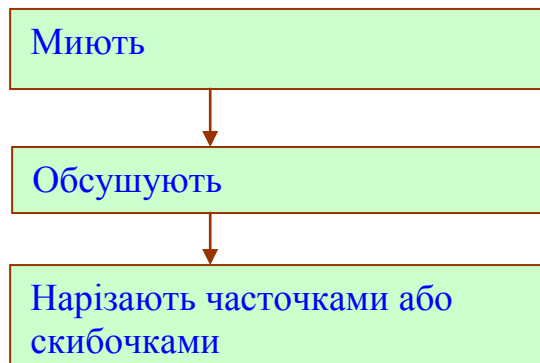 Миють
Обсушують
Нарізають часточками або
скибочками